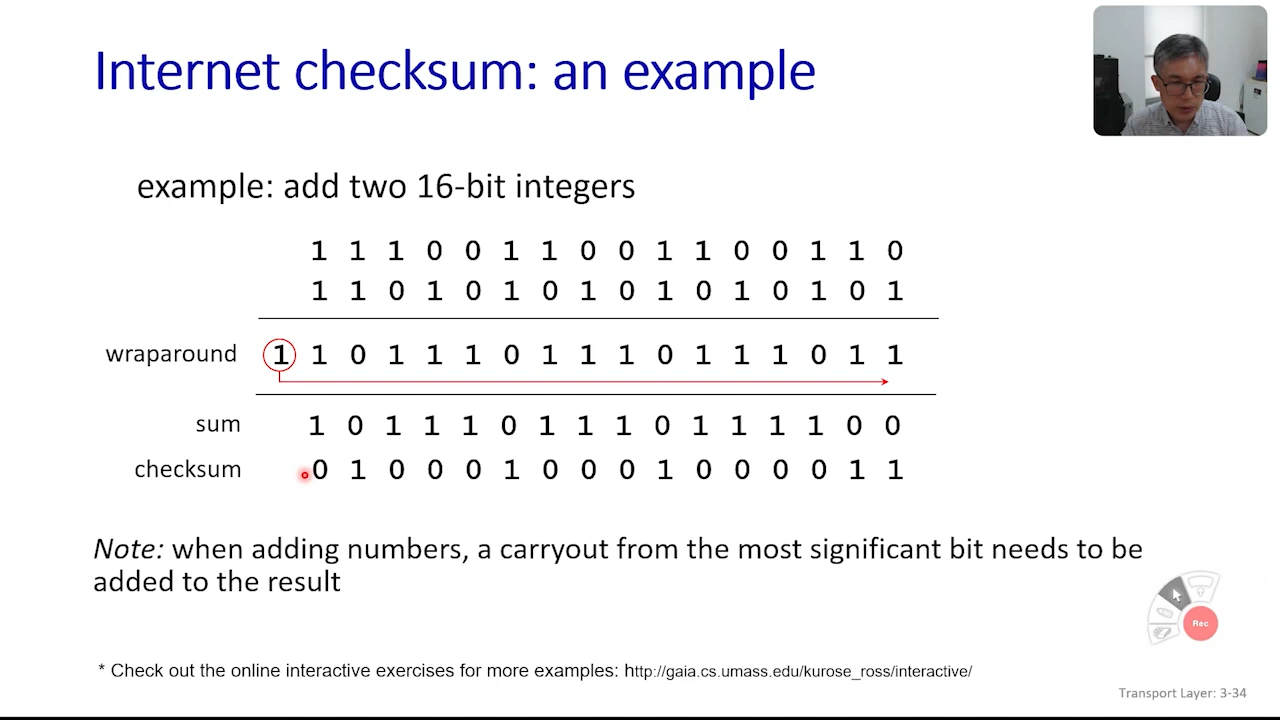 Internet checksum: an example
example: add two 16-bit integers
1 1 1 0 0 1 1 0 0 1 1 0 0 1 1 0
1 1 0 1 0 1 0 1 0 1 0 1 0 1 0 1
wraparound 1 1 0 1 1 1 0 1 1 1 0 1 1 1 0 1 1
sum 1 0 1 1 1 0 1 1 1 0 1 1 1 1 0 0
checksum 0 1 0 0 0 1 0 0 0 1 0 0 0 0 1 1
Note: when adding numbers, a carryout from the most significant bit needs to be
added to the result
Rec
* Check out the online interactive exercises for more examples: http://gaia.cs.umass.edu/kurose_ross/interactive/
Transport Layer: 3-34